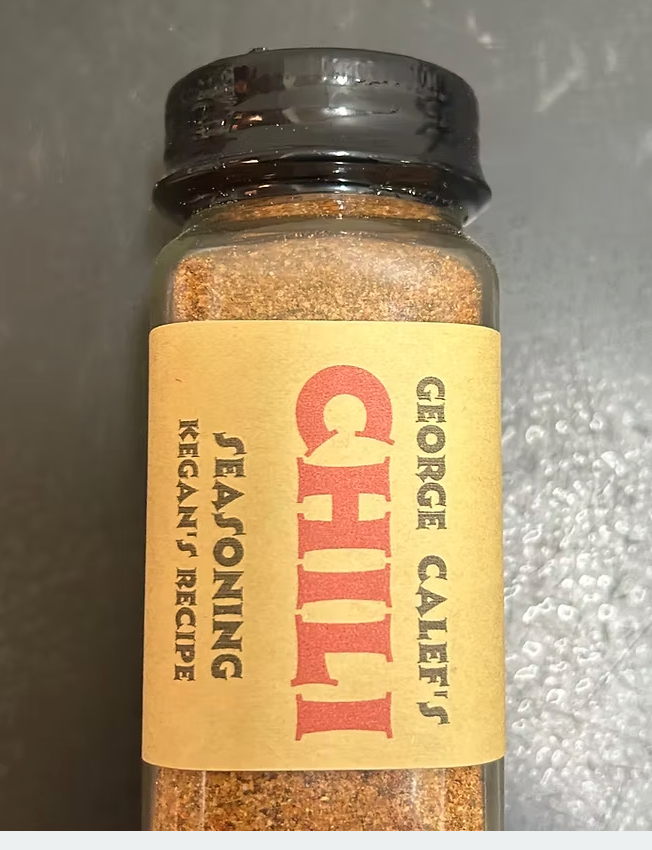 GEORGE CALEF'S
CHILI
SEASONING
KEGAN'S RECIPE